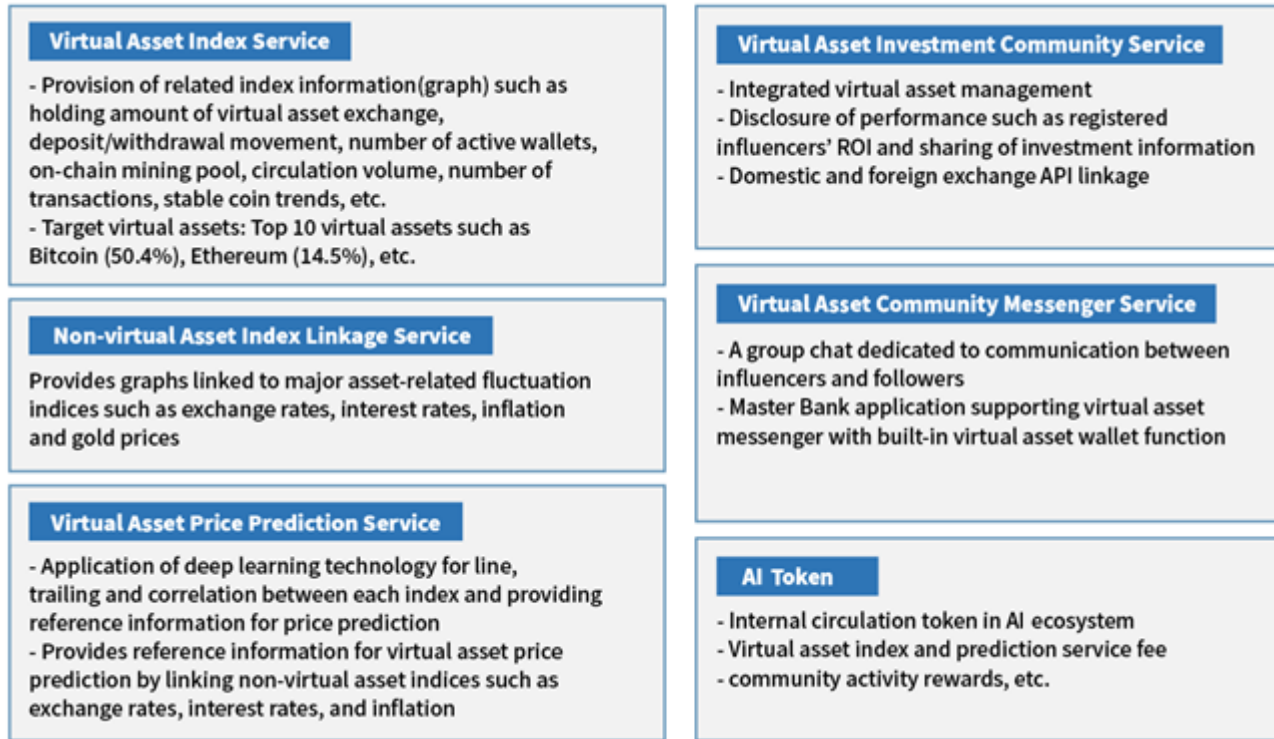 Virtual Asset Index Service
- Provision of related index information(graph) such as
holding amount of virtual asset exchange,
deposit/withdrawal movement, number of active wallets,
on-chain mining pool, circulation volume, number of
transactions, stable coin trends, etc.
- Target virtual assets: Top 10 virtual assets such as
Bitcoin (50.4%), Ethereum (14.5%), etc.
Non-virtual Asset Index Linkage Service
Provides graphs linked to major asset-related fluctuation
indices such as exchange rates, interest rates, inflation
and gold prices
Virtual Asset Price Prediction Service
- Application of deep learning technology for line,
trailing and correlation between each index and providing
reference information for price prediction
- Provides reference information for virtual asset price
prediction by linking non-virtual asset indices such as
exchange rates, interest rates, and inflation
Virtual Asset Investment Community Service
- Integrated virtual asset management
- Disclosure of performance such as registered
influencers’ ROI and sharing of investment information
- Domestic and foreign exchange API linkage
Virtual Asset Community Messenger Service
- A group chat dedicated to communication between
influencers and followers
- Master Bank application supporting virtual asset
messenger with built-in virtual asset wallet function
AI Token
- Internal circulation token in AI ecosystem
- Virtual asset index and prediction service fee
- community activity rewards, etc.